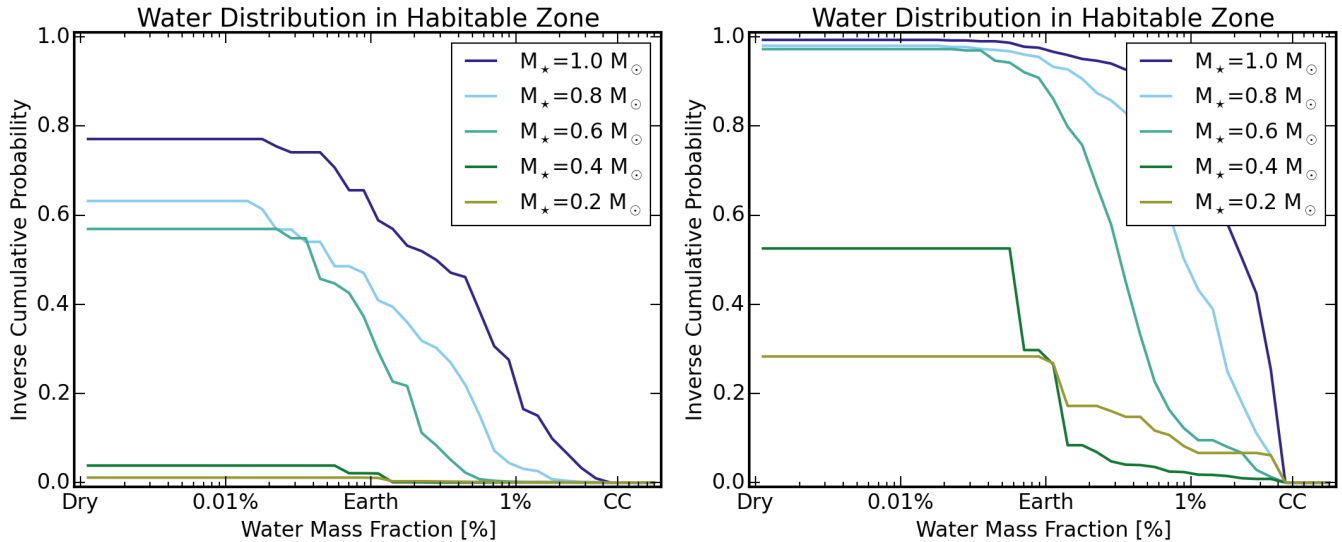 Water Distribution in Habitable Zone
Inverse Cumulative Probability
1.0
0.8
0.6
0.4
0.2
0.0
M⋆=1.0 M☉
M⋆=0.8 M☉
M⋆=0.6 M☉
M⋆=0.4 M☉
M⋆=0.2 M☉
Dry 0.01% Earth 1% CC
Water Mass Fraction [%]
Water Distribution in Habitable Zone
Inverse Cumulative Probability
1.0
0.8
0.6
0.4
0.2
0.0
M⋆=1.0 M☉
M⋆=0.8 M☉
M⋆=0.6 M☉
M⋆=0.4 M☉
M⋆=0.2 M☉
Dry 0.01% Earth 1% CC
Water Mass Fraction [%]